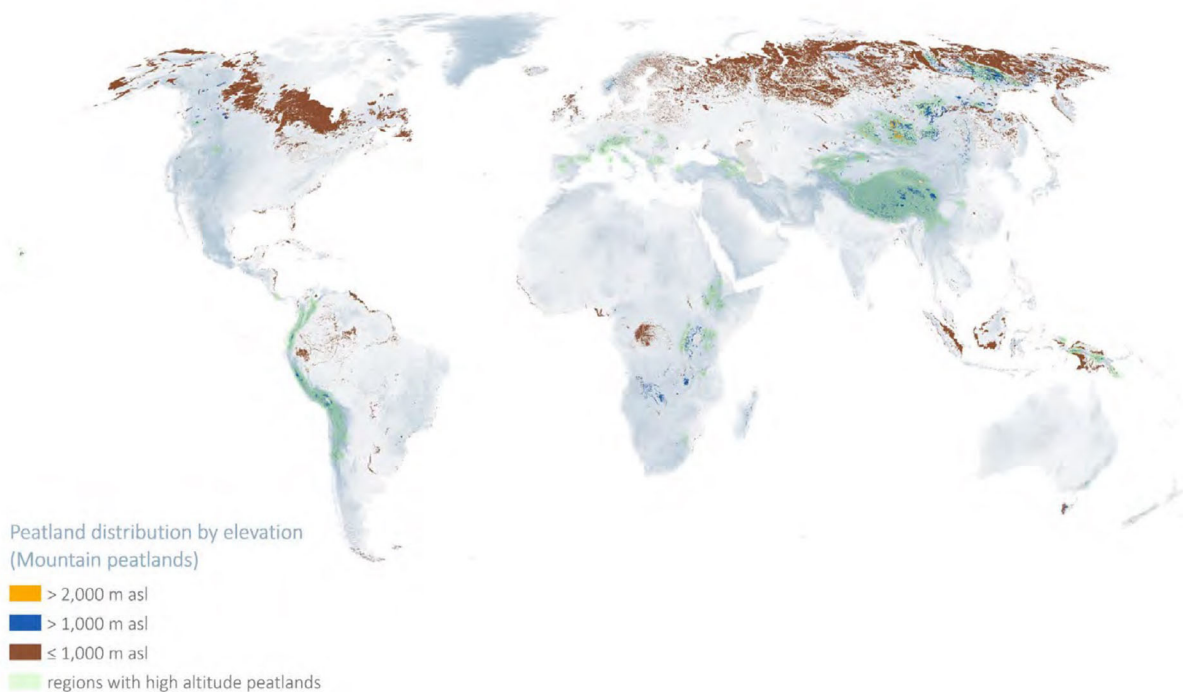 Peatland distribution by elevation
(Mountain peatlands)
> 2,000 m asl
> 1,000 m asl
≤ 1,000 m asl
regions with high altitude peatlands